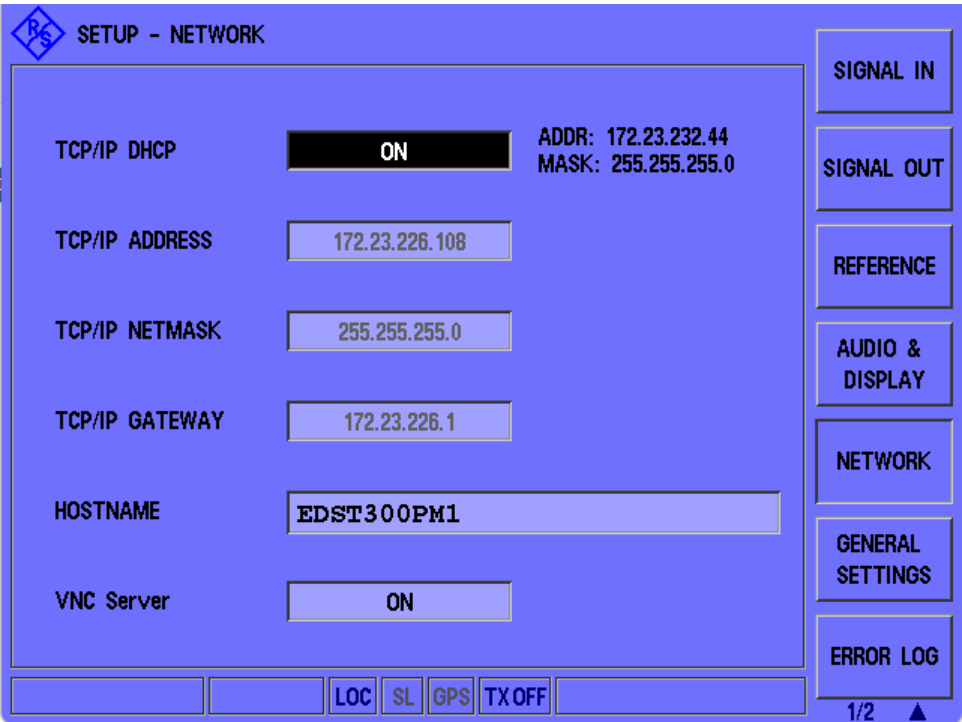 R&S SETUP - NETWORK
TCP/IP DHCP ON ADDR: 172.23.232.44
MASK: 255.255.255.0
TCP/IP ADDRESS 172.23.226.108
TCP/IP NETMASK 255.255.255.0
TCP/IP GATEWAY 172.23.226.1
HOSTNAME EDST300PM1
VNC Server ON
LOC SL GPS TX OFF
SIGNAL IN
SIGNAL OUT
REFERENCE
AUDIO &
DISPLAY
NETWORK
GENERAL
SETTINGS
ERROR LOG
1/2 ▲